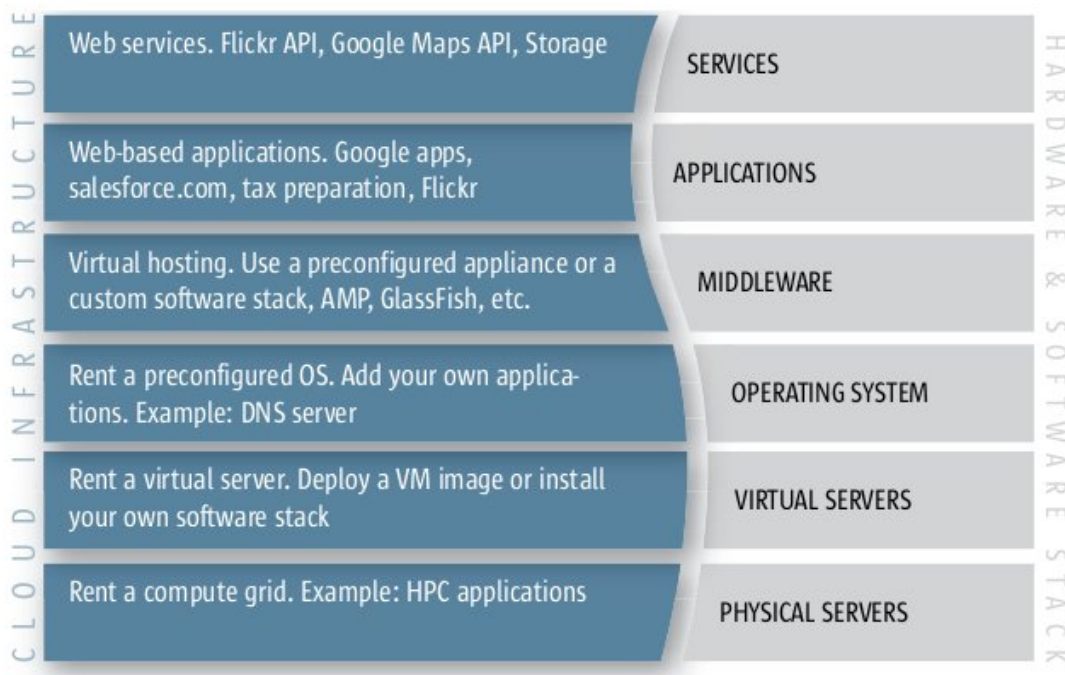 CLOUD INFRASTRUCTURE
Web services. Flickr API, Google Maps API, Storage
SERVICES
Web-based applications. Google apps,
salesforce.com, tax preparation, Flickr
APPLICATIONS
Virtual hosting. Use a preconfigured appliance or a
custom software stack, AMP, GlassFish, etc.
MIDDLEWARE
Rent a preconfigured OS. Add your own applica-
tions. Example: DNS server
OPERATING SYSTEM
Rent a virtual server. Deploy a VM image or install
your own software stack
VIRTUAL SERVERS
Rent a compute grid. Example: HPC applications
PHYSICAL SERVERS
HARDWARE & SOFTWARE STACK